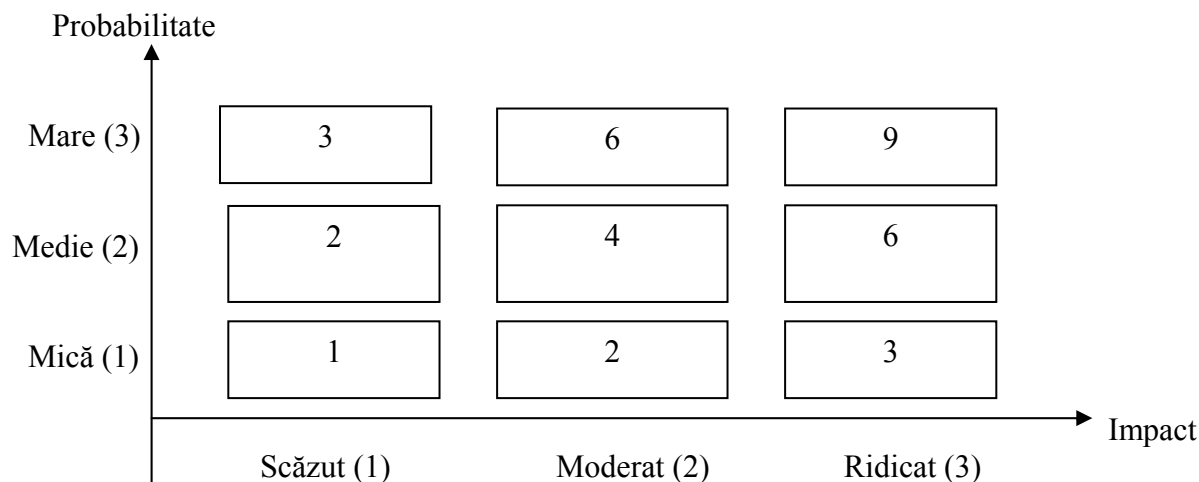 Probabilitate
Mare (3) 3 6 9
Medie (2) 2 4 6
Mică (1) 1 2 3
Impact
Scăzut (1) Moderat (2) Ridicat (3)